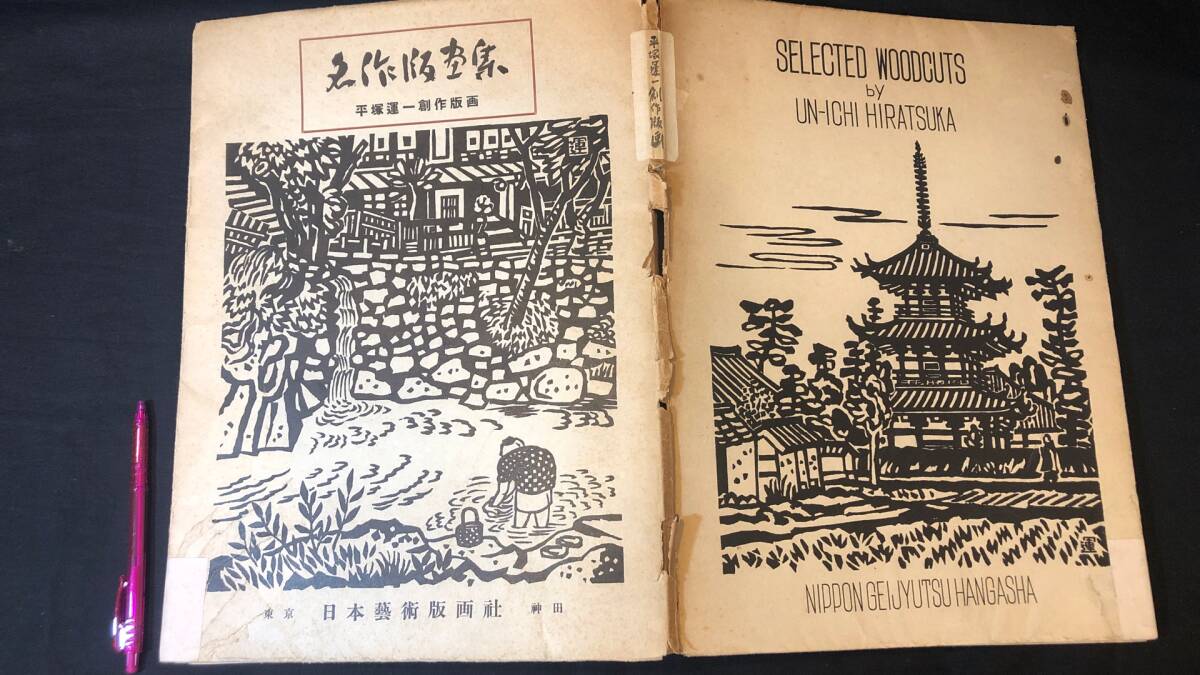 名作版画集
平塚運一創作版画
運
東京 日本藝術版画社 神田
平塚運一創作版画
SELECTED WOODCUTS
by
UN-ICHI HIRATSUKA
運
NIPPON GEIJYUTSU HANGASHA